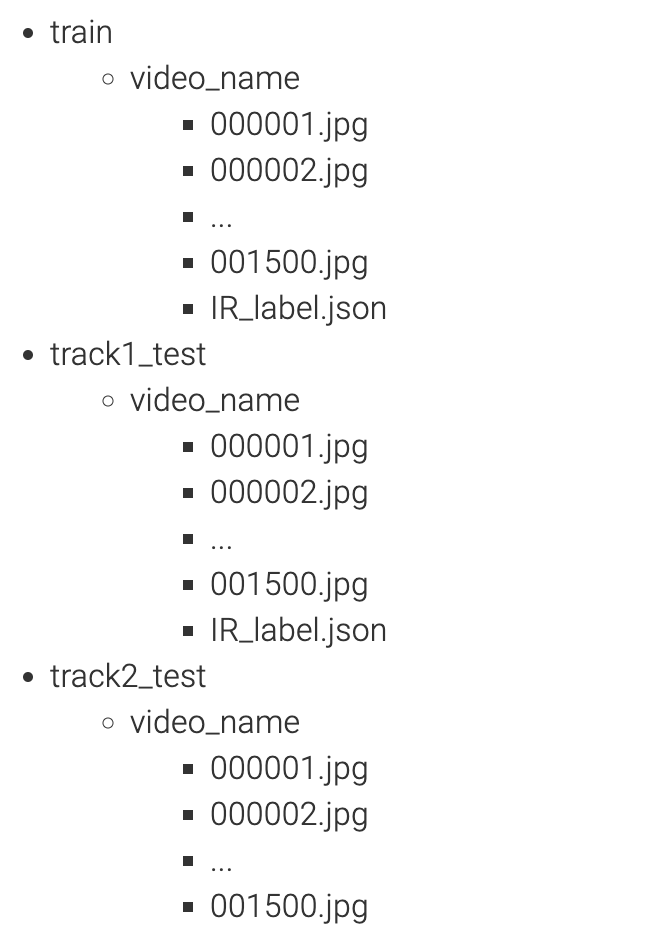 train
video_name
000001.jpg
000002.jpg
...
001500.jpg
IR_label.json
track1_test
video_name
000001.jpg
000002.jpg
...
001500.jpg
IR_label.json
track2_test
video_name
000001.jpg
000002.jpg
...
001500.jpg